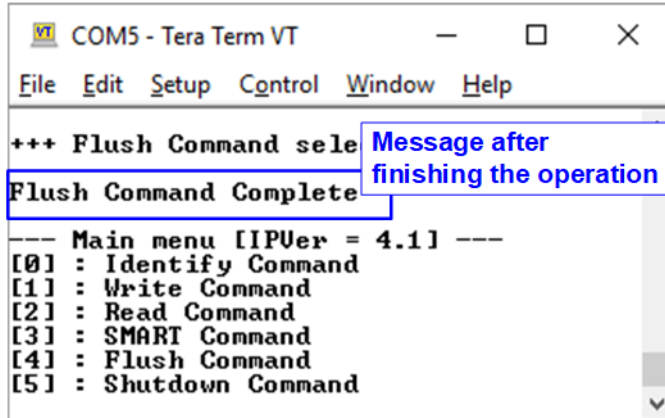 COM5 - Tera Term VT
File Edit Setup Control Window Help
+++ Flush Command sele
Message after
finishing the operation
Flush Command Complete
--- Main menu [IPVer = 4.1] ---
[0] : Identify Command
[1] : Write Command
[2] : Read Command
[3] : SMART Command
[4] : Flush Command
[5] : Shutdown Command